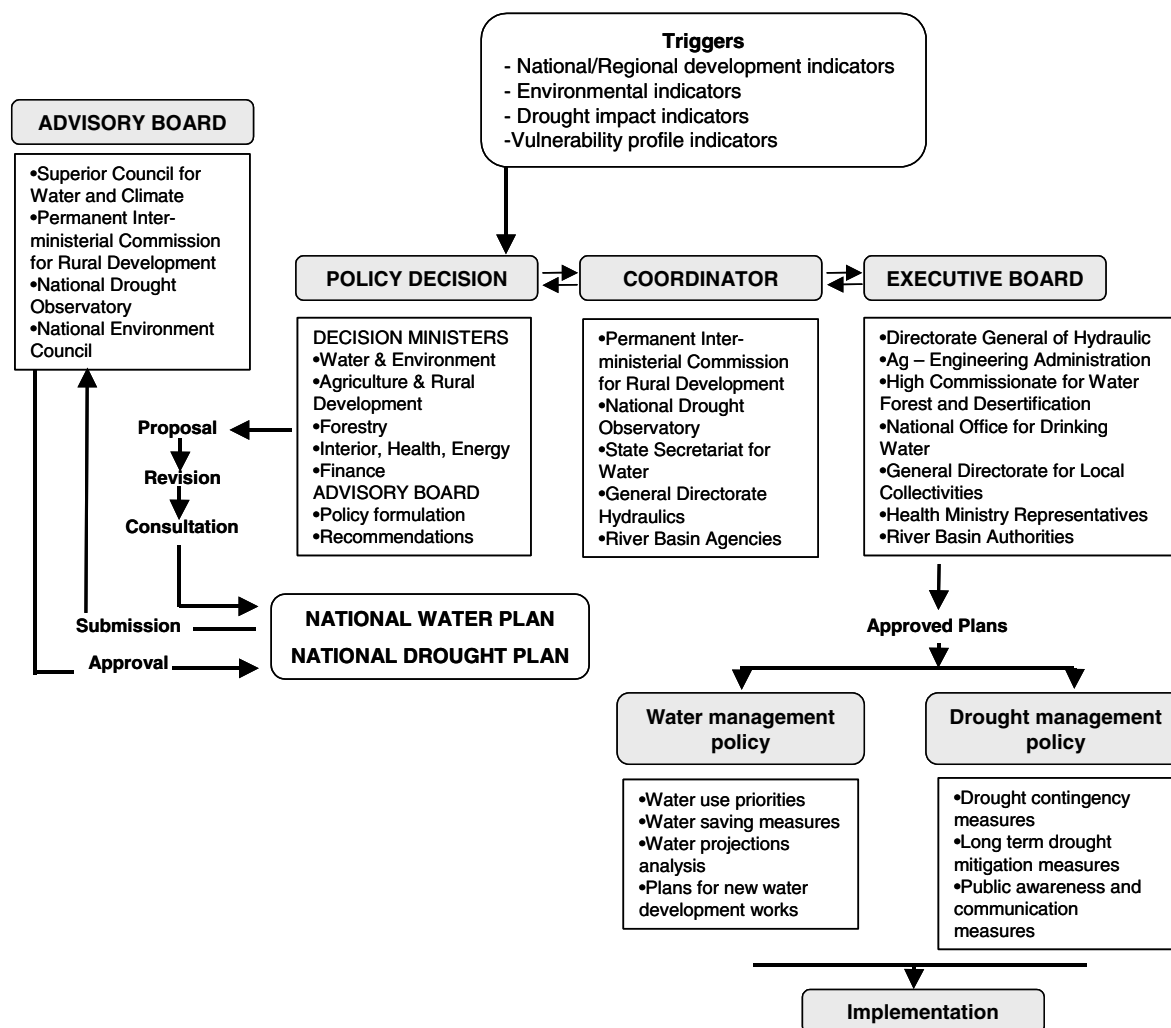 Triggers
- National/Regional development indicators
- Environmental indicators
- Drought impact indicators
-Vulnerability profile indicators
ADVISORY BOARD
•Superior Council for
Water and Climate
•Permanent Inter-
ministerial Commission
for Rural Development
•National Drought
Observatory
•National Environment
Council
POLICY DECISION
DECISION MINISTERS
•Water & Environment
•Agriculture & Rural
Development
•Forestry
•Interior, Health, Energy
•Finance
ADVISORY BOARD
•Policy formulation
•Recommendations
COORDINATOR
•Permanent Inter-
ministerial Commission
for Rural Development
•National Drought
Observatory
•State Secretariat for
Water
•General Directorate
Hydraulics
•River Basin Agencies
EXECUTIVE BOARD
•Directorate General of Hydraulic
•Ag – Engineering Administration
•High Commissionate for Water
Forest and Desertification
•National Office for Drinking
Water
•General Directorate for Local
Collectivities
•Health Ministry Representatives
•River Basin Authorities
Proposal
Revision
Consultation
Submission
Approval
NATIONAL WATER PLAN
NATIONAL DROUGHT PLAN
Approved Plans
Water management
policy
•Water use priorities
•Water saving measures
•Water projections
analysis
•Plans for new water
development works
Drought management
policy
•Drought contingency
measures
•Long term drought
mitigation measures
•Public awareness and
communication
measures
Implementation